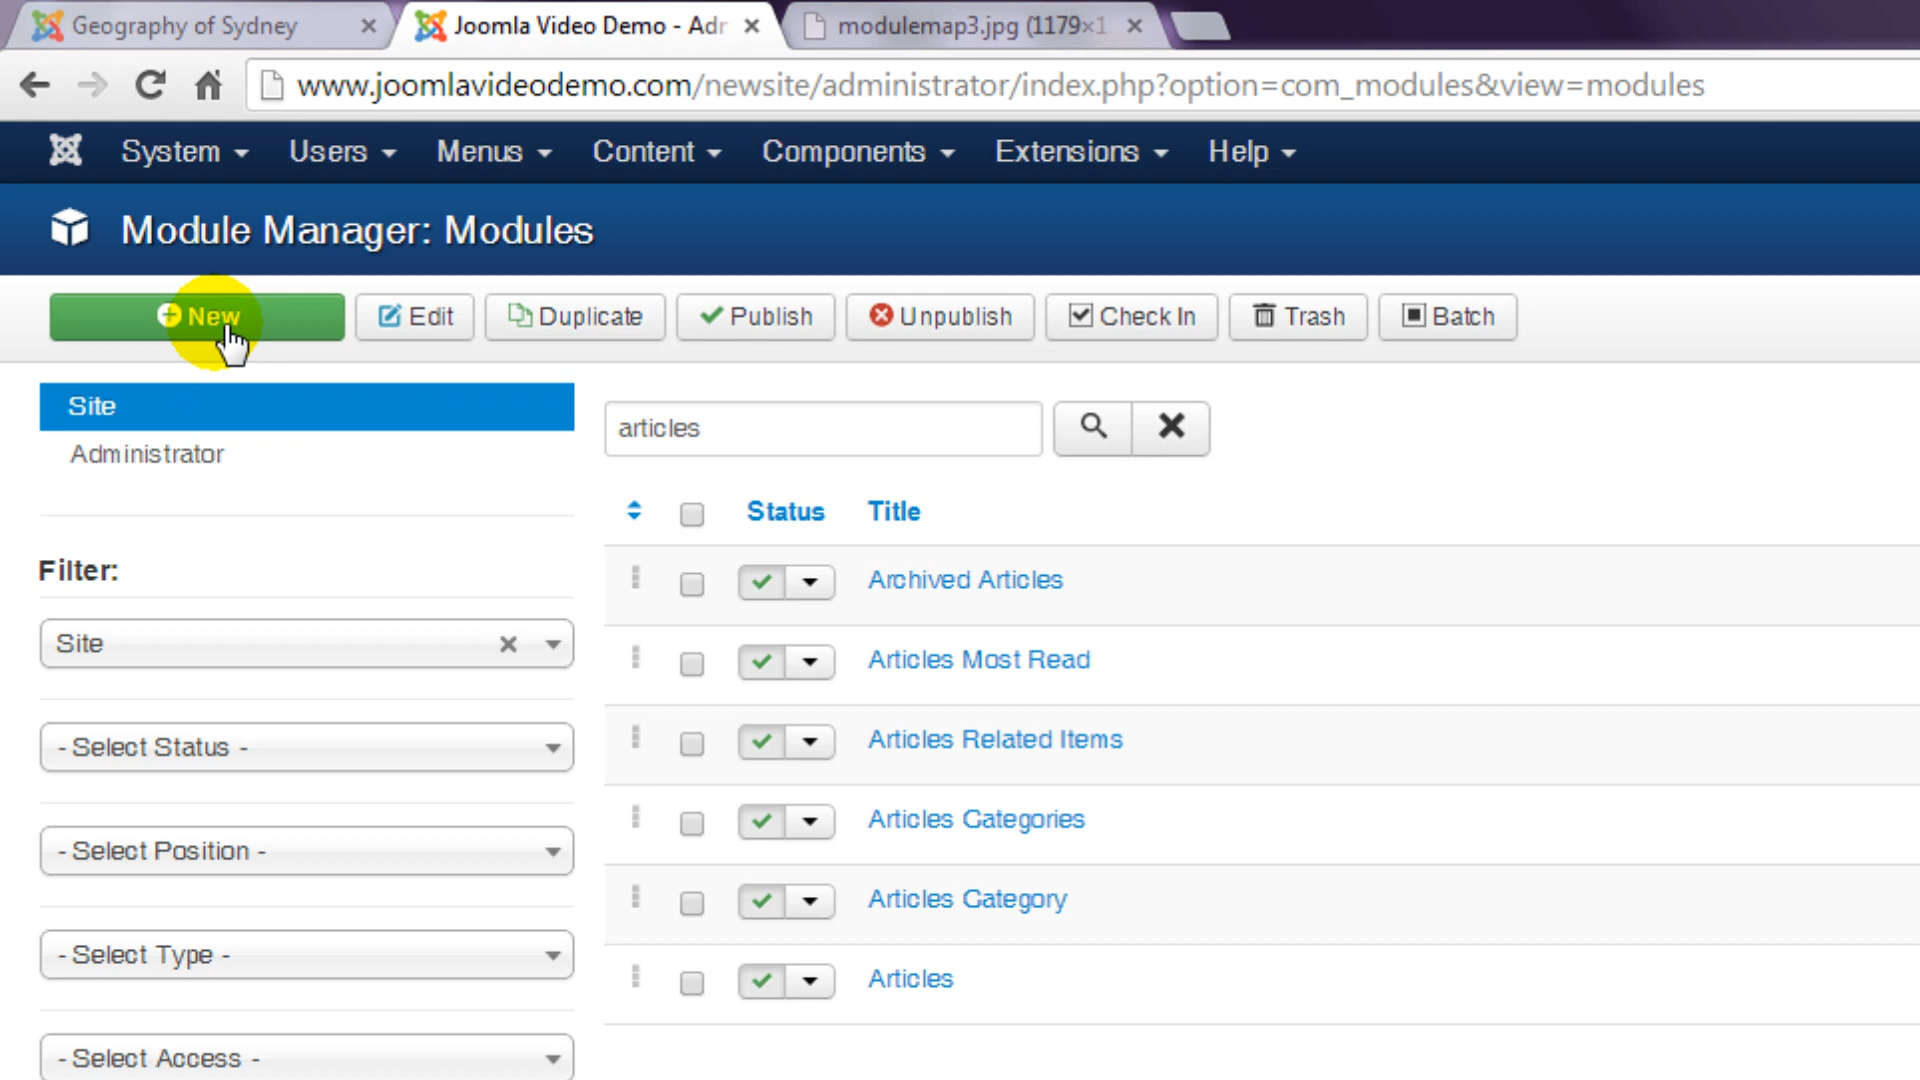 Geography of Sydney
Joomla Video Demo - Adr
modulemap3.jpg (1179×1
www.joomlavideodemo.com/newsite/administrator/index.php?option=com_modules&view=modules
System Users Menus Content Components Extensions Help
Module Manager: Modules
New Edit Duplicate Publish Unpublish Check In Trash Batch
Site
Administrator
Filter:
Site
- Select Status -
- Select Position -
- Select Type -
- Select Access -
articles
Status Title
Archived Articles
Articles Most Read
Articles Related Items
Articles Categories
Articles Category
Articles